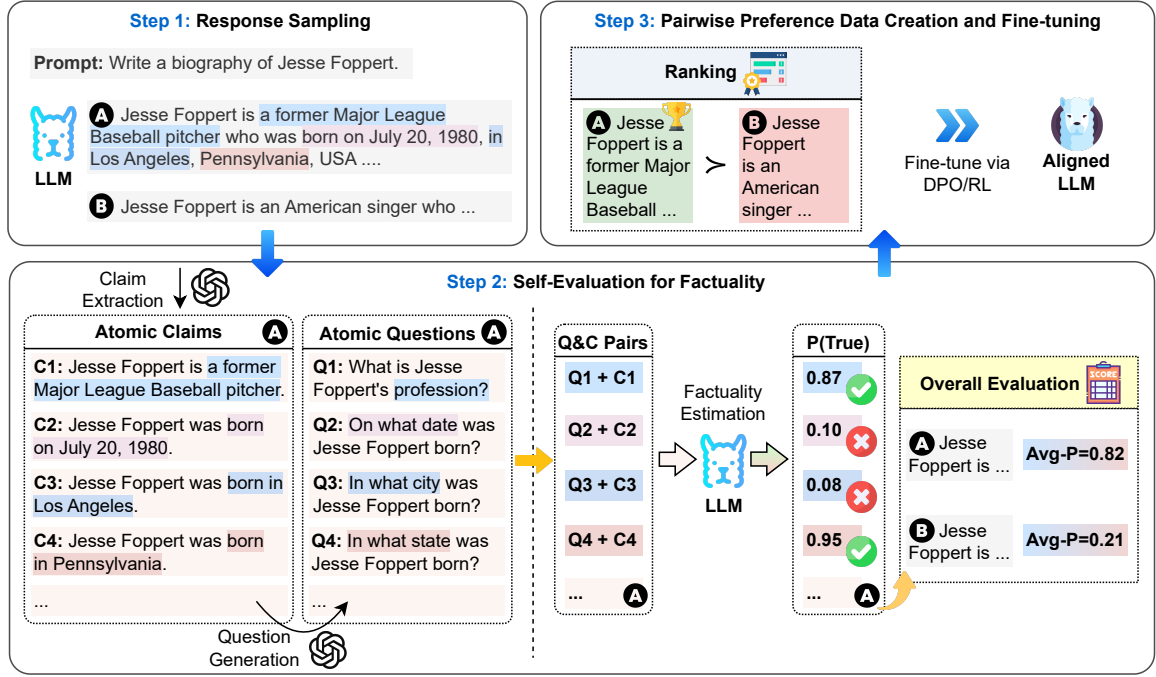 Step 1: Response Sampling
Prompt: Write a biography of Jesse Foppert.
LLM
A Jesse Foppert is a former Major League
Baseball pitcher who was born on July 20, 1980, in
Los Angeles, Pennsylvania, USA ....
B Jesse Foppert is an American singer who ...
Step 3: Pairwise Preference Data Creation and Fine-tuning
Ranking
A Jesse
Foppert is a
former Major
League
Baseball ...
≻
B Jesse
Foppert
is an
American
singer ...
Fine-tune via
DPO/RL
Aligned
LLM
Step 2: Self-Evaluation for Factuality
Claim
Extraction
Atomic Claims A
C1: Jesse Foppert is a former
Major League Baseball pitcher.
C2: Jesse Foppert was born
on July 20, 1980.
C3: Jesse Foppert was born in
Los Angeles.
C4: Jesse Foppert was born
in Pennsylvania.
...
Question
Generation
Atomic Questions A
Q1: What is Jesse
Foppert's profession?
Q2: On what date was
Jesse Foppert born?
Q3: In what city was
Jesse Foppert born?
Q4: In what state was
Jesse Foppert born?
...
Q&C Pairs
Q1 + C1
Q2 + C2
Q3 + C3
Q4 + C4
... A
Factuality
Estimation
LLM
P(True)
0.87
0.10
0.08
0.95
... A
Overall Evaluation
SCORE
A Jesse
Foppert is ...
Avg-P=0.82
B Jesse
Foppert is ...
Avg-P=0.21